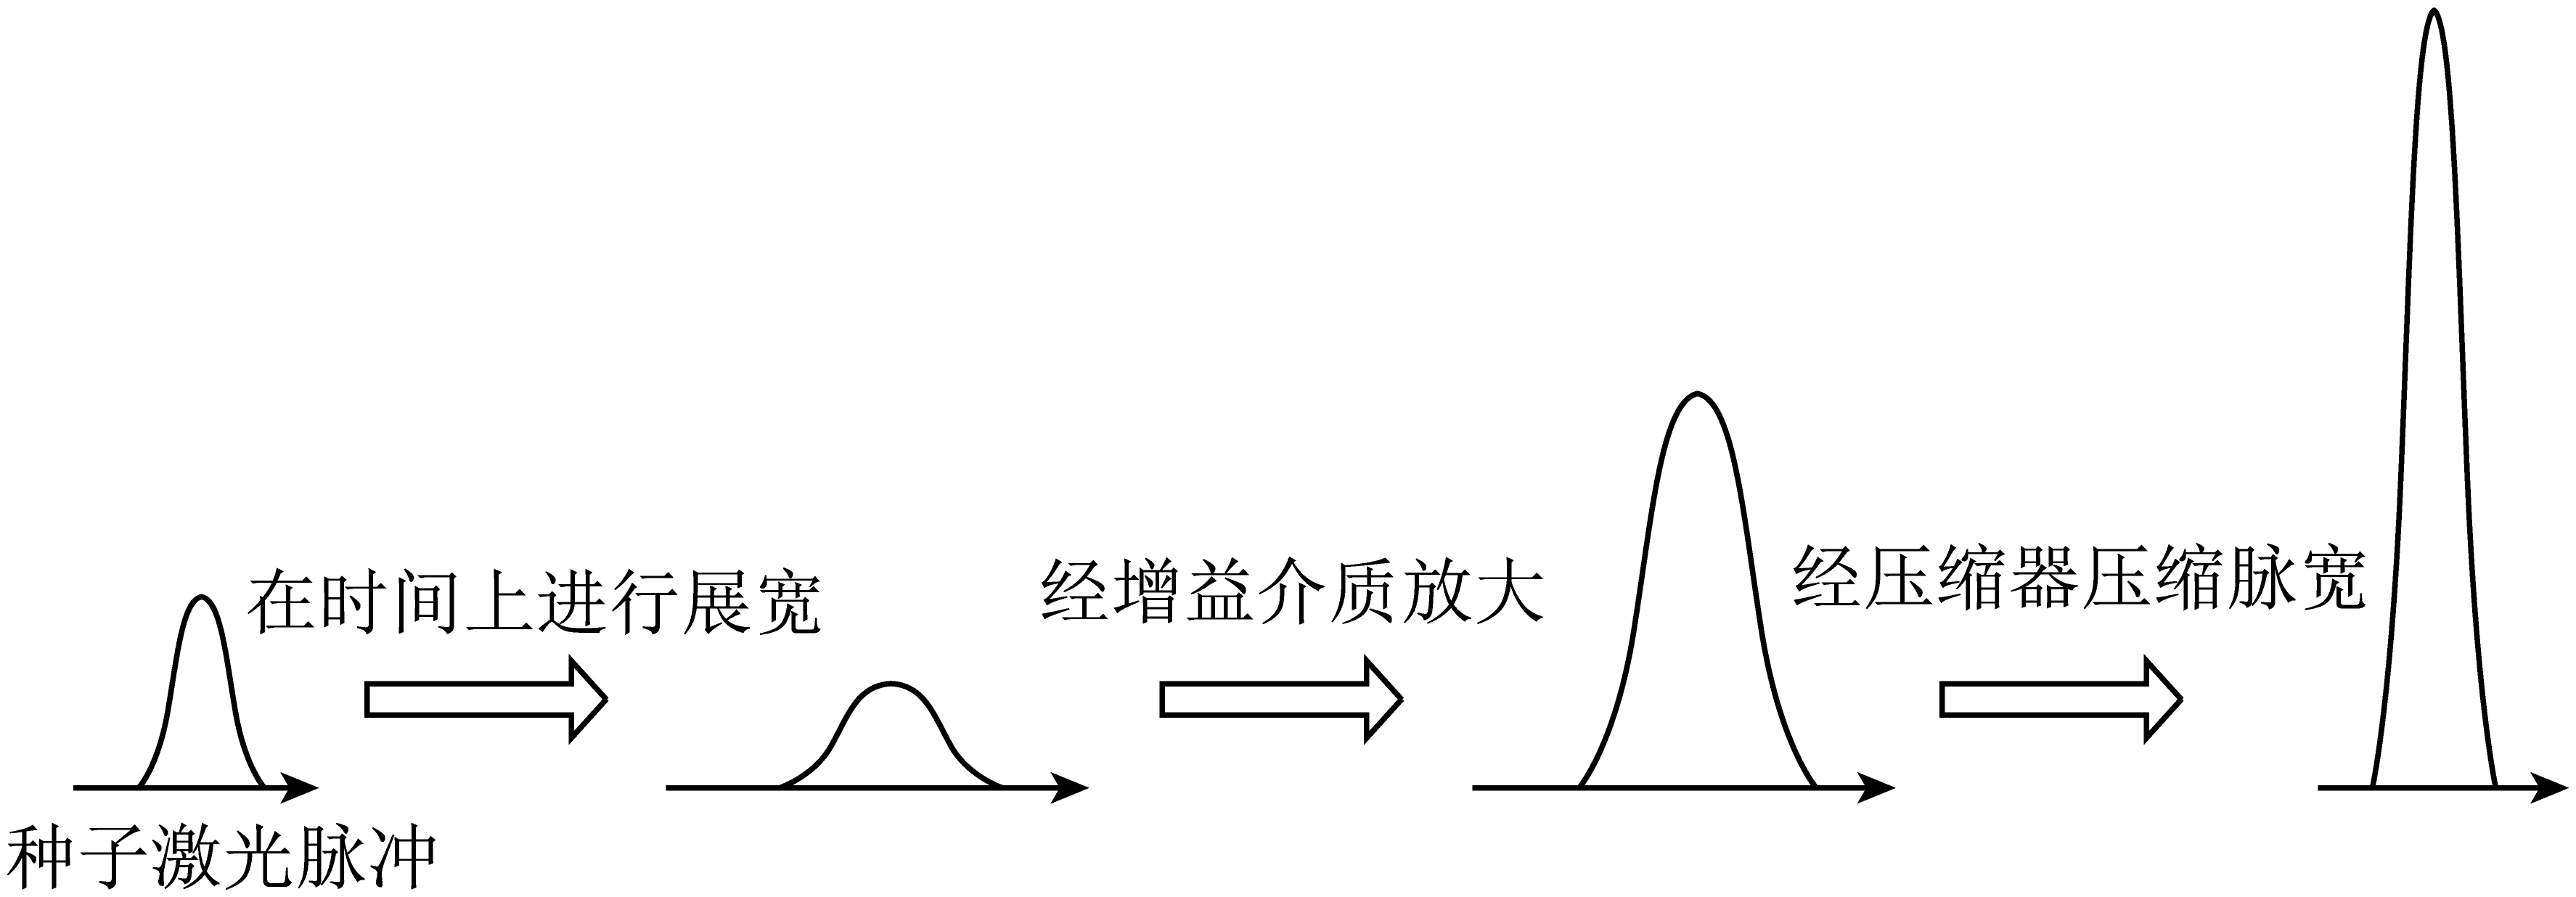 在时间上进行展宽
经增益介质放大
经压缩器压缩脉宽
种子激光脉冲